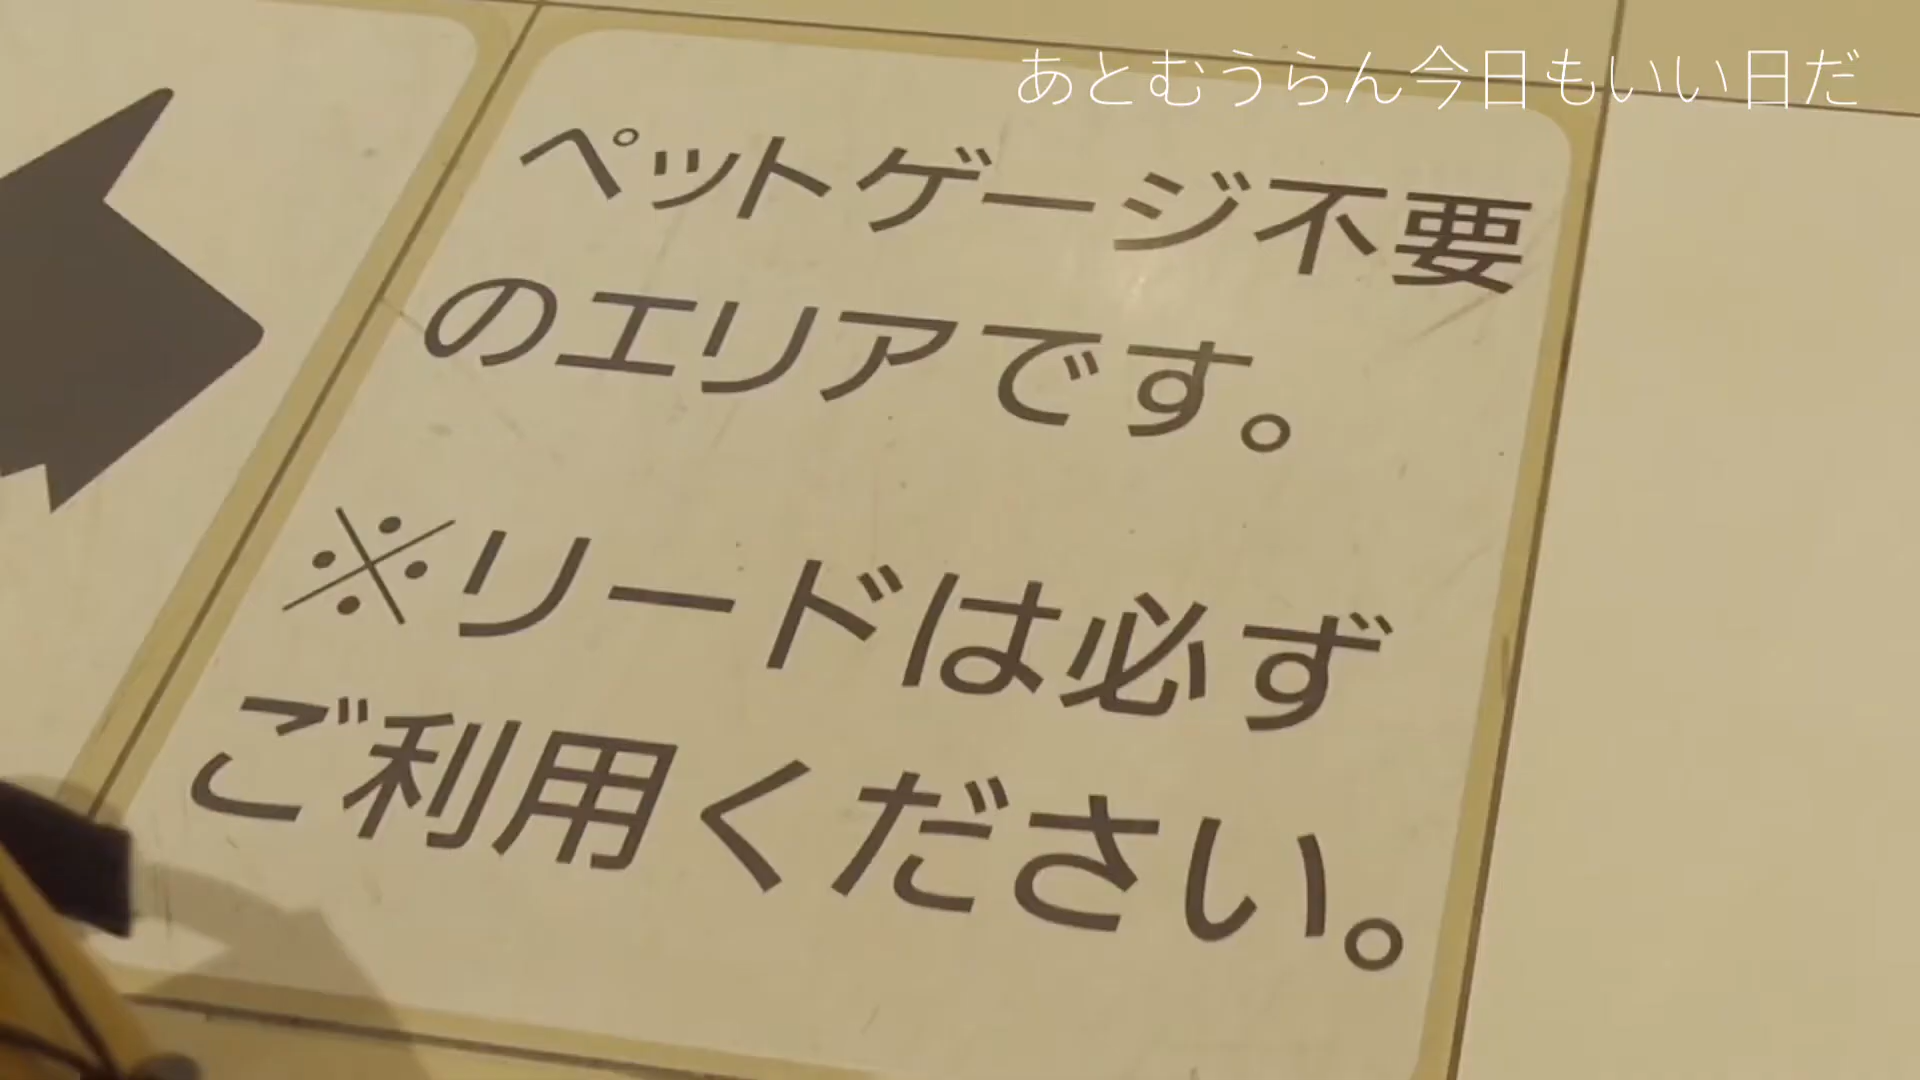 あとむうらん今日もいい日だ
ペットゲージ不要
のエリアです。
※リードは必ず
ご利用ください。